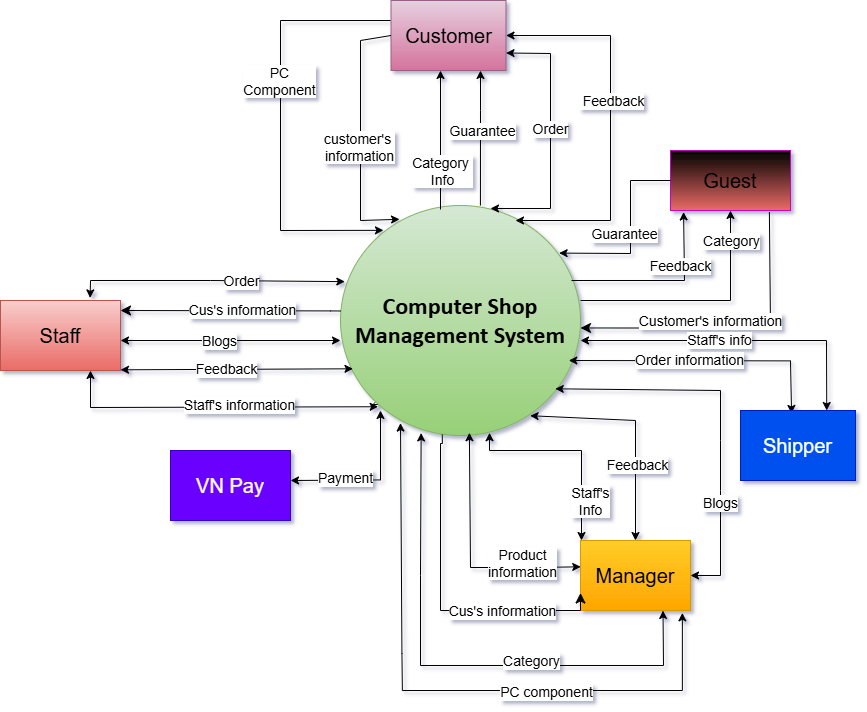 Customer
PC
Component
Feedback
Guarantee
Order
customer's
information
Category
Info
Guest
Guarantee
Category
Feedback
Order
Computer Shop
Management System
Cus's information
Customer's information
Staff
Blogs
Staff's info
Order information
Feedback
Staff's information
Shipper
VN Pay
Payment
Feedback
Staff's
Info
Blogs
Product
information
Manager
Cus's information
Category
PC component